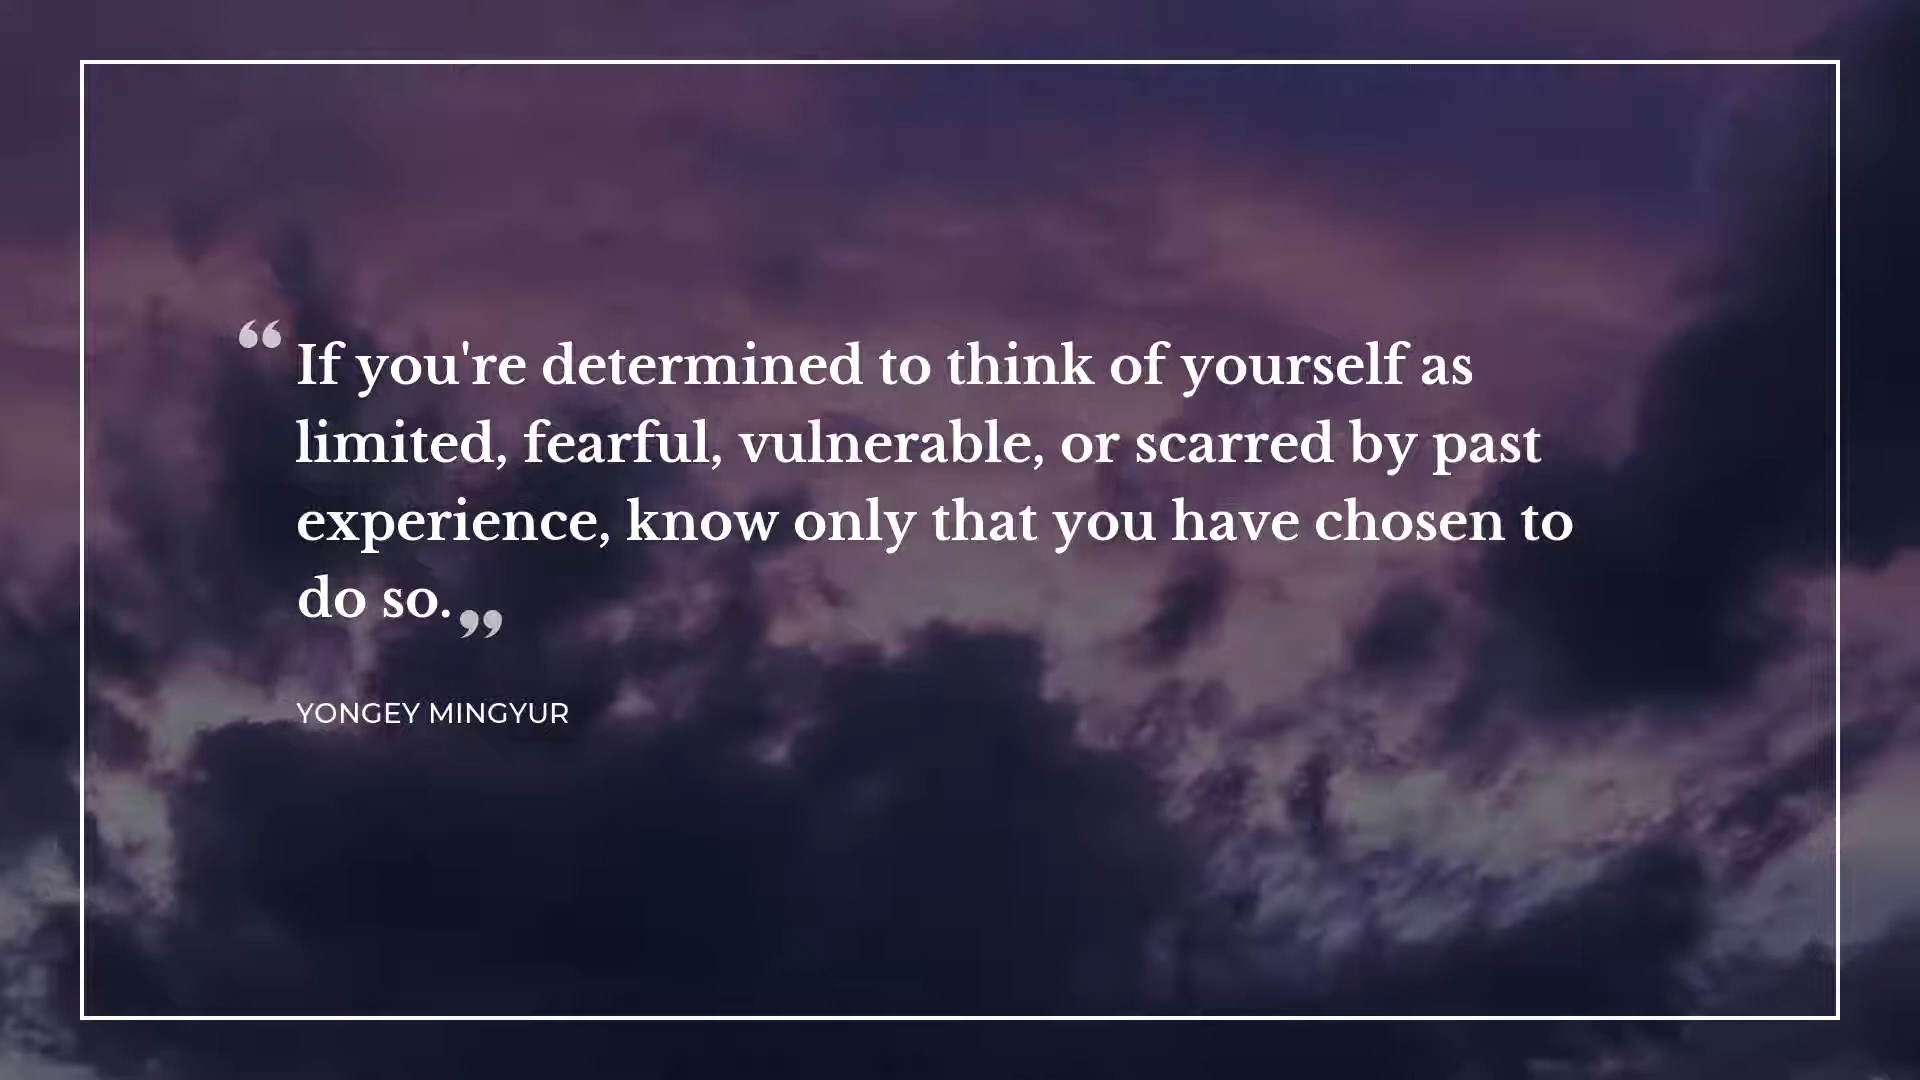 “If you're determined to think of yourself as
limited, fearful, vulnerable, or scarred by past
experience, know only that you have chosen to
do so.”
YONGEY MINGYUR